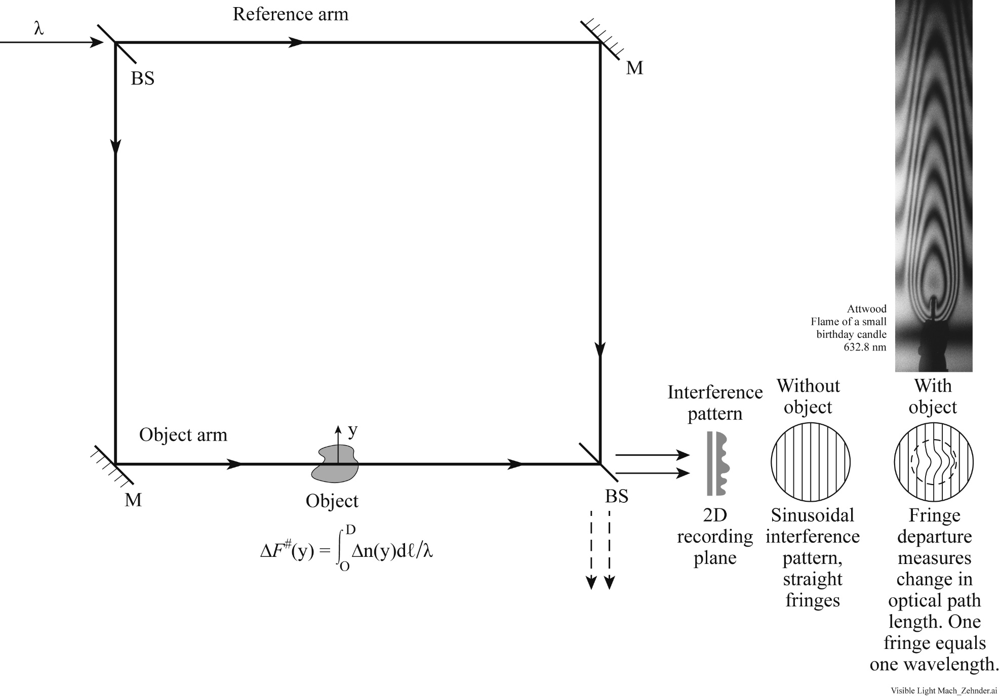 Reference arm
λ
BS
M
Attwood
Flame of a small
birthday candle
632.8 nm
Object arm
y
M
Object
BS
ΔF#(y) = ∫OD Δn(y)dℓ/λ
Interference
pattern
2D
recording
plane
Without
object
Sinusoidal
interference
pattern,
straight
fringes
With
object
Fringe
departure
measures
change in
optical path
length. One
fringe equals
one wavelength.
Visible Light Mach_Zehnder.ai